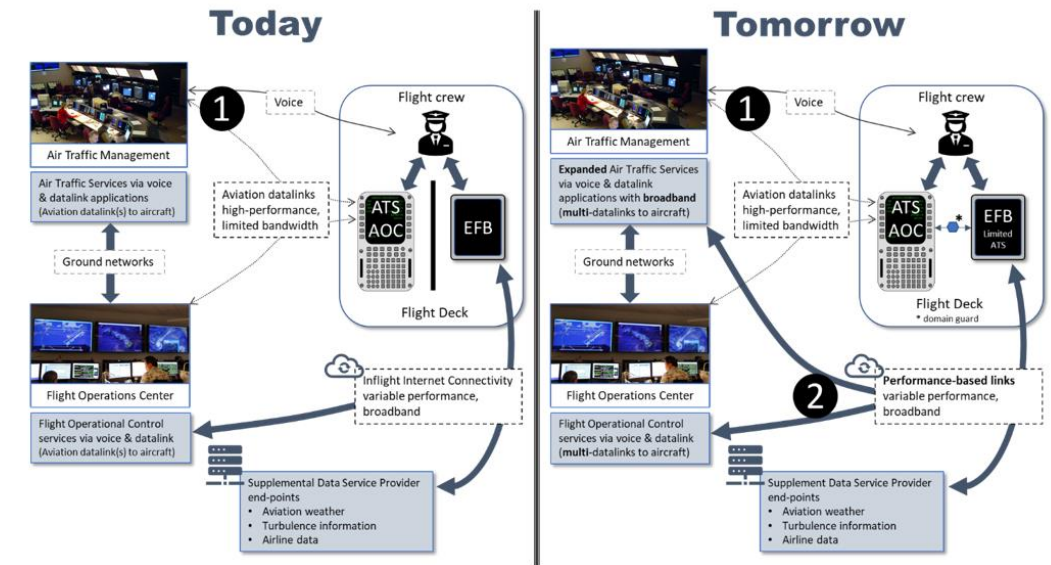 Today
1
Voice
Flight crew
Air Traffic Management
Air Traffic Services via voice
& datalink applications
(Aviation datalink(s) to aircraft)
Aviation datalinks
high-performance,
limited bandwidth
ATS
AOC
EFB
Ground networks
Flight Deck
Flight Operations Center
Inflight Internet Connectivity
variable performance,
broadband
Flight Operational Control
services via voice & datalink
(Aviation datalink(s) to aircraft)
Supplemental Data Service Provider
end-points
• Aviation weather
• Turbulence information
• Airline data
Tomorrow
1
Voice
Flight crew
Air Traffic Management
Expanded Air Traffic Services
via voice & datalink
applications with broadband
(multi-datalinks to aircraft)
Aviation datalinks
high-performance,
limited bandwidth
ATS
AOC
*
EFB
Limited
ATS
Ground networks
Flight Deck
* domain guard
Flight Operations Center
2
Performance-based links
variable performance,
broadband
Flight Operational Control
services via voice & datalink
(multi-datalinks to aircraft)
Supplement Data Service Provider
end-points
• Aviation weather
• Turbulence information
• Airline data